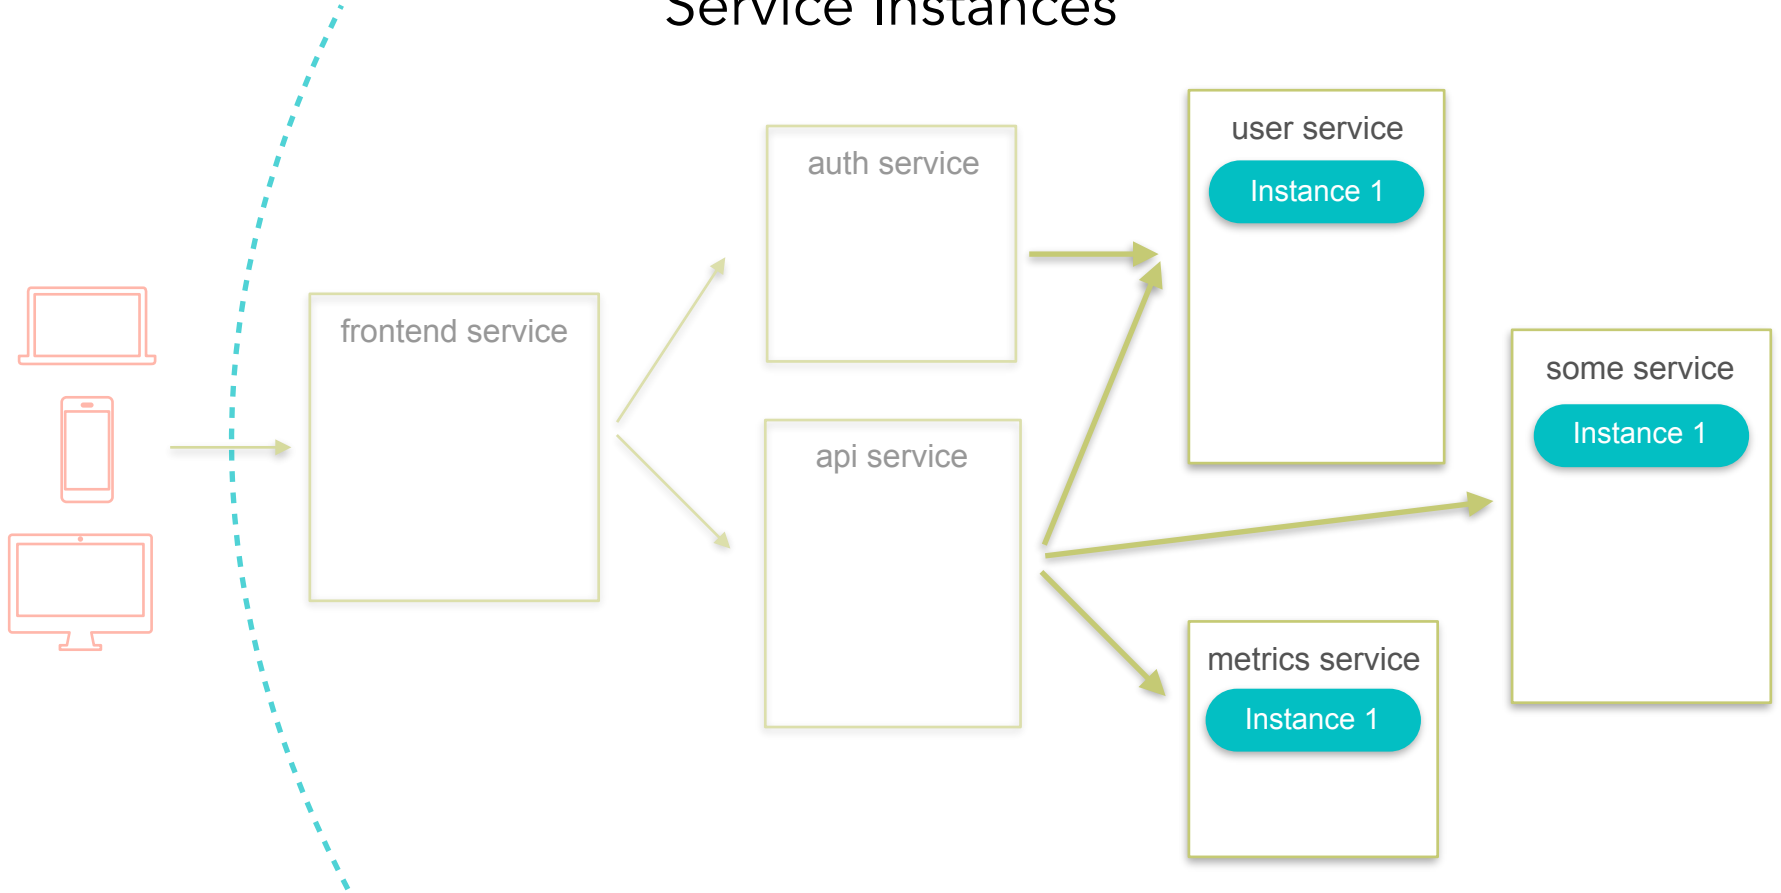 Service Instances
user service
Instance 1
auth service
frontend service
some service
Instance 1
api service
metrics service
Instance 1